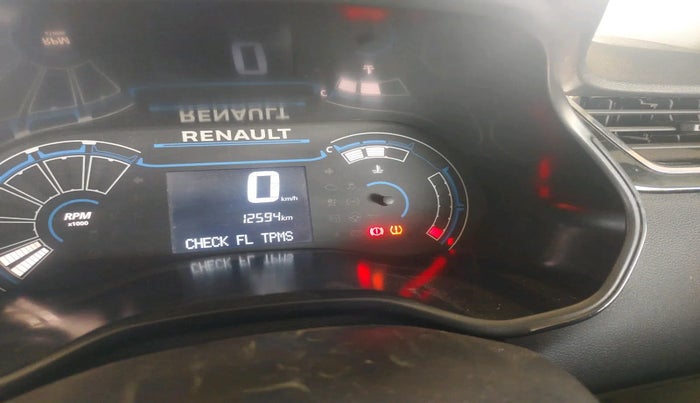 RENAULT
C
0 km/h
RPM
x1000
12594km
CHECK FL TPMS